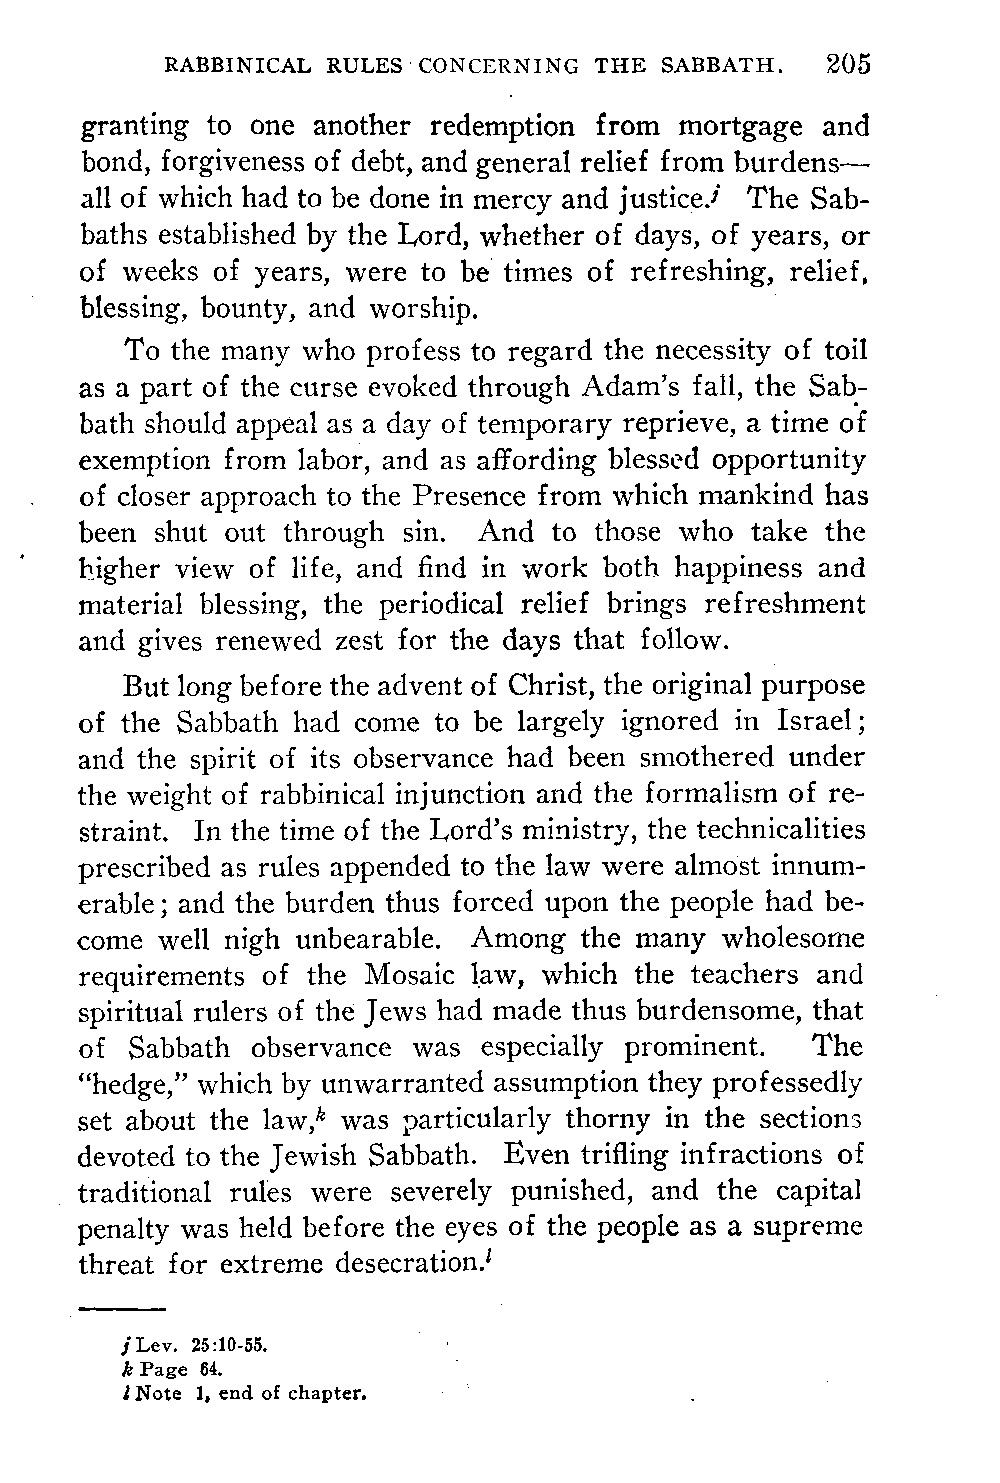 RABBINICAL RULES CONCERNING THE SABBATH. 205
granting to one another redemption from mortgage and
bond, forgiveness of debt, and general relief from burdens—
all of which had to be done in mercy and justice.j The Sab-
baths established by the Lord, whether of days, of years, or
of weeks of years, were to be times of refreshing, relief,
blessing, bounty, and worship.
To the many who profess to regard the necessity of toil
as a part of the curse evoked through Adam's fall, the Sab-
bath should appeal as a day of temporary reprieve, a time of
exemption from labor, and as affording blessed opportunity
of closer approach to the Presence from which mankind has
been shut out through sin. And to those who take the
higher view of life, and find in work both happiness and
material blessing, the periodical relief brings refreshment
and gives renewed zest for the days that follow.
But long before the advent of Christ, the original purpose
of the Sabbath had come to be largely ignored in Israel;
and the spirit of its observance had been smothered under
the weight of rabbinical injunction and the formalism of re-
straint. In the time of the Lord's ministry, the technicalities
prescribed as rules appended to the law were almost innum-
erable; and the burden thus forced upon the people had be-
come well nigh unbearable. Among the many wholesome
requirements of the Mosaic law, which the teachers and
spiritual rulers of the Jews had made thus burdensome, that
of Sabbath observance was especially prominent. The
"hedge," which by unwarranted assumption they professedly
set about the law,k was particularly thorny in the sections
devoted to the Jewish Sabbath. Even trifling infractions of
traditional rules were severely punished, and the capital
penalty was held before the eyes of the people as a supreme
threat for extreme desecration.l
j Lev. 25:10-55.
k Page 64.
l Note 1, end of chapter.